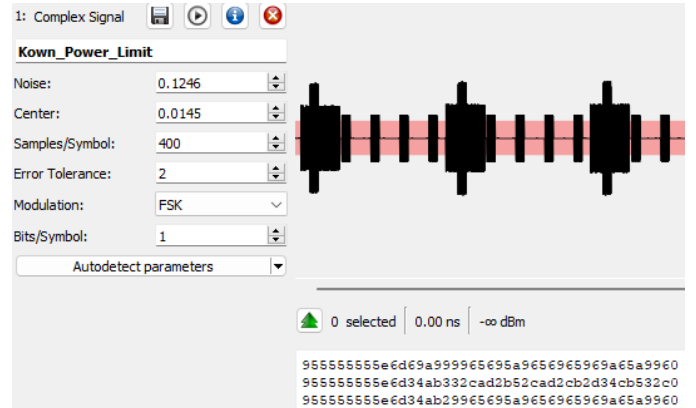 1: Complex Signal
Kown_Power_Limit
Noise: 0.1246
Center: 0.0145
Samples/Symbol: 400
Error Tolerance: 2
Modulation: FSK
Bits/Symbol: 1
Autodetect parameters
0 selected 0.00 ns -∞ dBm
955555555e6d69a999965695a9656965969a65a9960
955555555e6d34ab332cad2b52cad2cb2d34cb532c0
955555555e6d34ab29965695a9656965969a65a9960